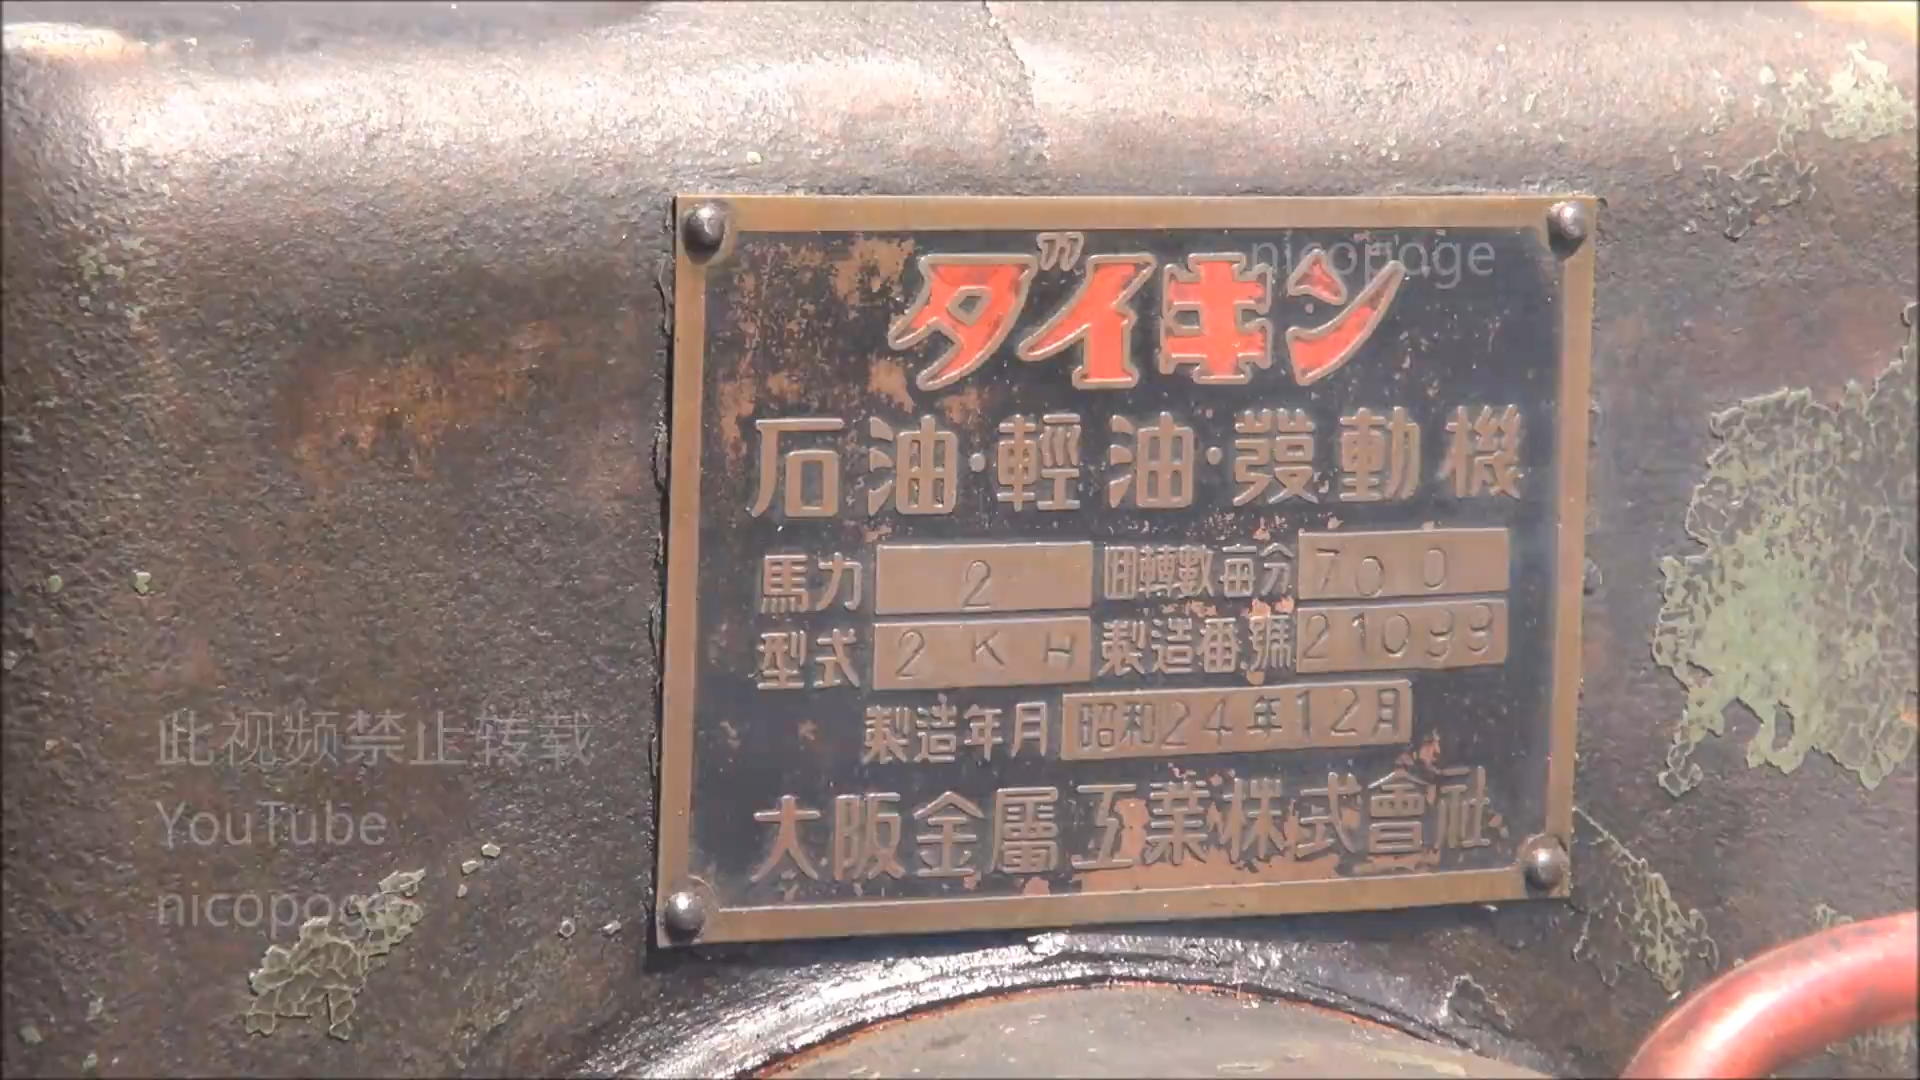 nicopoge
ダイキン
石油・輕油・發動機
馬力 2 回轉數每分 700
型式 2KH 製造番號 21099
製造年月 昭和24年12月
大阪金屬工業株式會社
此视频禁止转载
YouTube
nicopoge